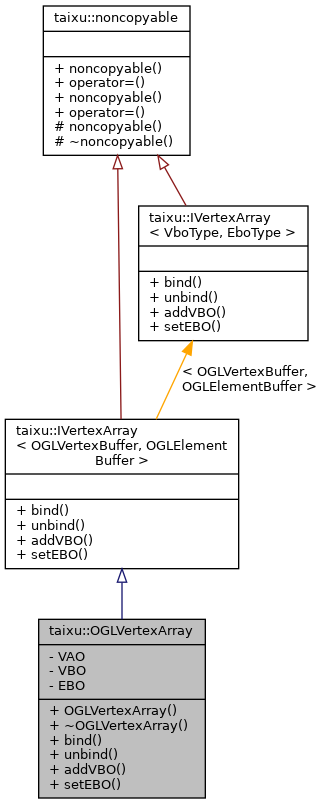 taixu::noncopyable
+ noncopyable()
+ operator=()
+ noncopyable()
+ operator=()
# noncopyable()
# ~noncopyable()
taixu::IVertexArray
< VboType, EboType >
+ bind()
+ unbind()
+ addVBO()
+ setEBO()
< OGLVertexBuffer,
OGLElementBuffer >
taixu::IVertexArray
< OGLVertexBuffer, OGLElement
Buffer >
+ bind()
+ unbind()
+ addVBO()
+ setEBO()
taixu::OGLVertexArray
- VAO
- VBO
- EBO
+ OGLVertexArray()
+ ~OGLVertexArray()
+ bind()
+ unbind()
+ addVBO()
+ setEBO()